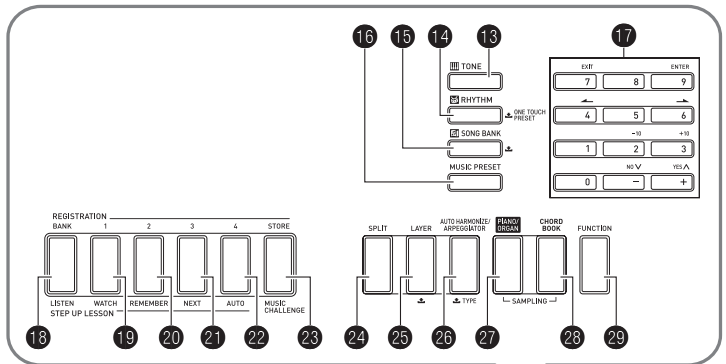 16 15 14 13 17
TONE
RHYTHM
ONE TOUCH
PRESET
SONG BANK
MUSIC PRESET
EXIT ENTER
7 8 9
4 5 6
-10 +10
1 2 3
NO YES
0 - +
REGISTRATION
BANK 1 2 3 4 STORE
LISTEN WATCH REMEMBER NEXT AUTO MUSIC
CHALLENGE
STEP UP LESSON
18 19 20 21 22 23
SPLIT LAYER AUTO HARMONIZE/
ARPEGGIATOR
PIANO/
ORGAN
CHORD
BOOK
FUNCTION
TYPE
SAMPLING
24 25 26 27 28 29